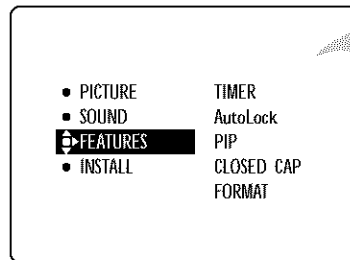 PICTURE
SOUND
FEATURES
INSTALL
TIMER
AutoLock
PIP
CLOSED CAP
FORMAT